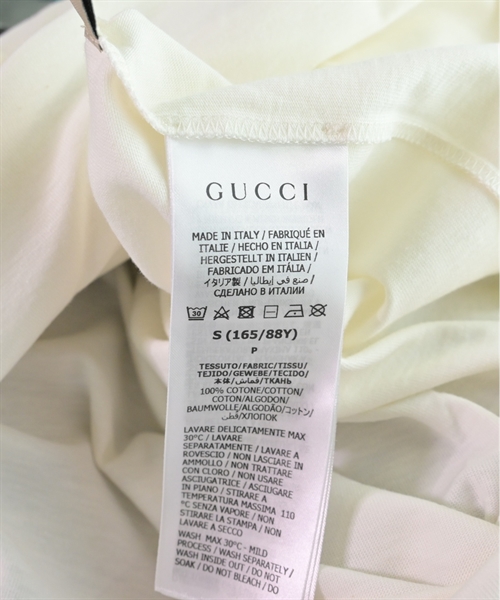 GUCCI
MADE IN ITALY / FABRIQUÉ EN
ITALIE / HECHO EN ITALIA /
HERGESTELLT IN ITALIEN /
FABRICADO EM ITÁLIA /
イタリア製 / صنع في إيطاليا /
СДЕЛАНО В ИТАЛИИ
30
S (165/88Y)
P
TESSUTO/FABRIC/TISSU/
TEJIDO/GEWEBE/TECIDO/
本体/قماش/ТКАНЬ
100% COTONE/COTTON/
COTON/ALGODON/
BAUMWOLLE/ALGODÃO/コットン/
قطن/ХЛОПОК
LAVARE DELICATAMENTE MAX
30°C / LAVARE
SEPARATAMENTE / LAVARE A
ROVESCIO / NON LASCIARE IN
AMMOLLO / NON TRATTARE
CON CLORO / NON USARE
ASCIUGATRICE / ASCIUGARE
IN PIANO / STIRARE A
TEMPERATURA MASSIMA 110
°C SENZA VAPORE / NON
STIRARE LA STAMPA / NON
LAVARE A SECCO
WASH MAX 30°C - MILD
PROCESS / WASH SEPARATELY /
WASH INSIDE OUT / DO NOT
SOAK / DO NOT BLEACH / DO